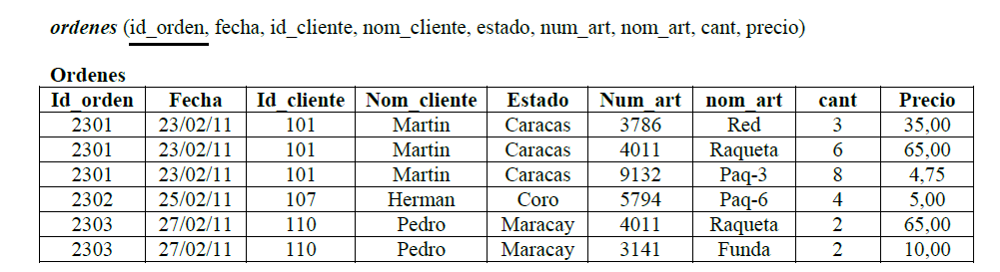 ordenes (id_orden, fecha, id_cliente, nom_cliente, estado, num_art, nom_art, cant, precio)
Ordenes
Id_orden Fecha Id_cliente Nom_cliente Estado Num_art nom_art cant Precio
2301 23/02/11 101 Martin Caracas 3786 Red 3 35,00
2301 23/02/11 101 Martin Caracas 4011 Raqueta 6 65,00
2301 23/02/11 101 Martin Caracas 9132 Paq-3 8 4,75
2302 25/02/11 107 Herman Coro 5794 Paq-6 4 5,00
2303 27/02/11 110 Pedro Maracay 4011 Raqueta 2 65,00
2303 27/02/11 110 Pedro Maracay 3141 Funda 2 10,00